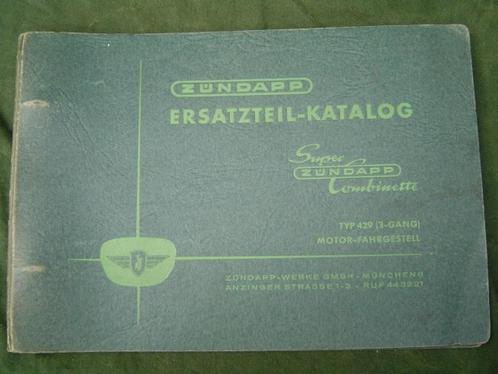 ZÜNDAPP
ERSATZTEIL-KATALOG
Super
ZÜNDAPP
Combinette
TYP 429 (3-GANG)
MOTOR-FAHRGESTELL
ZÜNDAPP-WERKE GMBH · MÜNCHEN 8
ANZINGER STRASSE 1-3 · RUF 443921